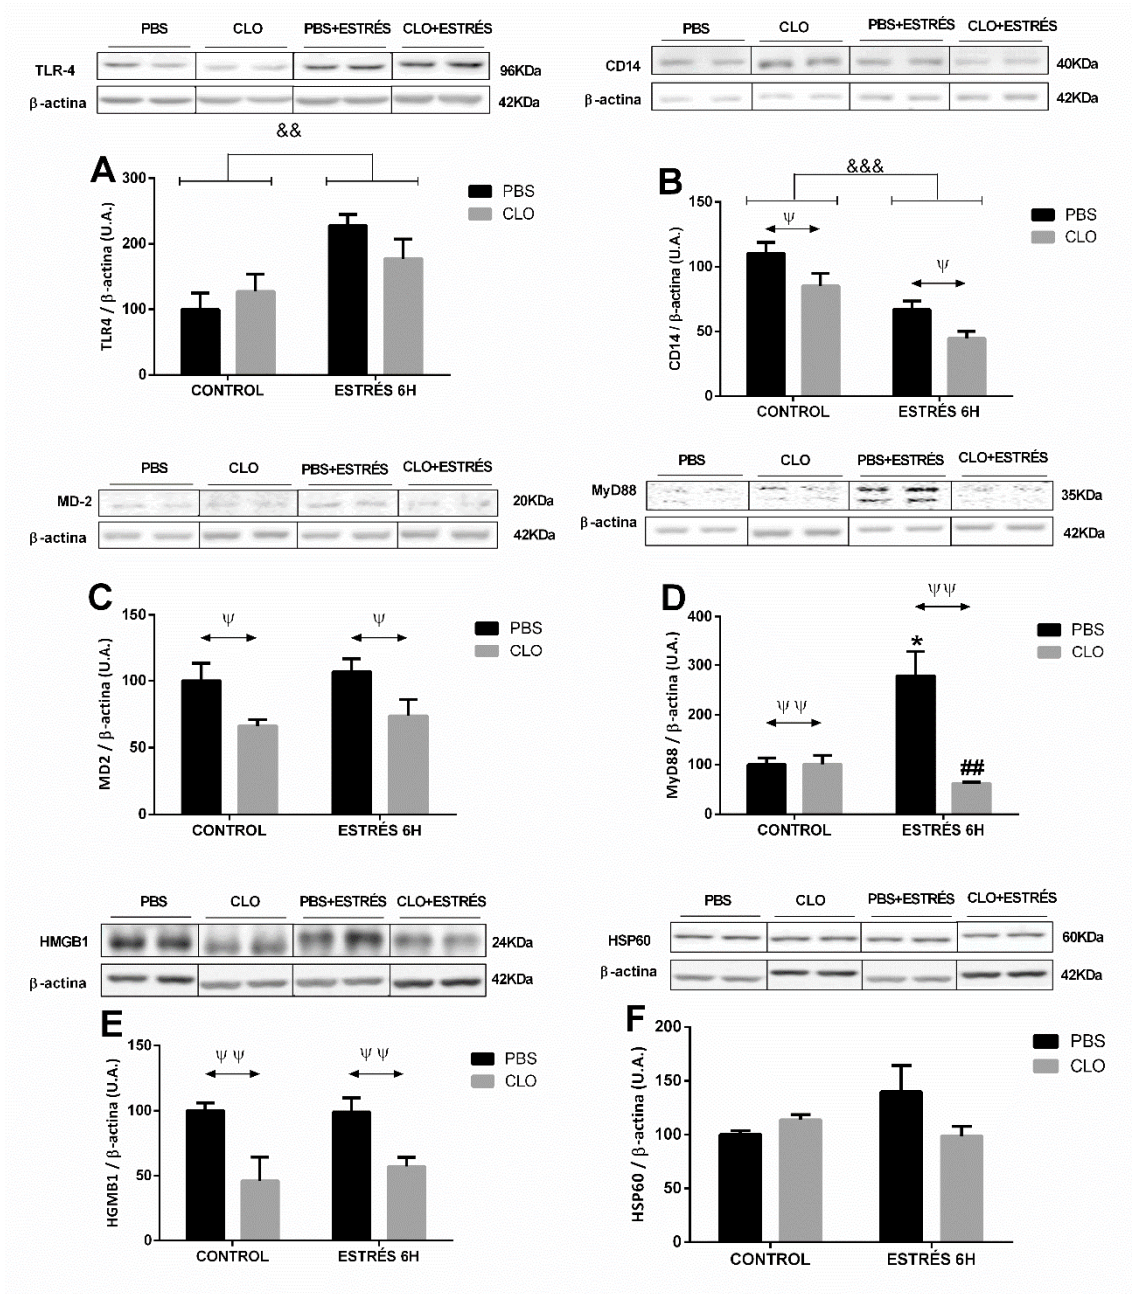 PBS CLO PBS+ESTRÉS CLO+ESTRÉS
TLR-4 96KDa
β-actina 42KDa
&&
A
300
200
100
0
TLR4 / β-actina (U.A.)
CONTROL ESTRÉS 6H
PBS
CLO
PBS CLO PBS+ESTRÉS CLO+ESTRÉS
CD14 40KDa
β-actina 42KDa
&&&
B
150
100
50
0
CD14 / β-actina (U.A.)
ψ
ψ
CONTROL ESTRÉS 6H
PBS
CLO
PBS CLO PBS+ESTRÉS CLO+ESTRÉS
MD-2 20KDa
β-actina 42KDa
C
150
100
50
0
MD2 / β-actina (U.A.)
ψ ψ
CONTROL ESTRÉS 6H
PBS
CLO
PBS CLO PBS+ESTRÉS CLO+ESTRÉS
MyD88 35KDa
β-actina 42KDa
D
400
300
200
100
0
MyD88 / β-actina (U.A.)
ψ ψ
*
ψ ψ
##
CONTROL ESTRÉS 6H
PBS
CLO
PBS CLO PBS+ESTRÉS CLO+ESTRÉS
HMGB1 24KDa
β-actina 42KDa
E
150
100
50
0
HGMB1 / β-actina (U.A.)
ψ ψ ψ ψ
CONTROL ESTRÉS 6H
PBS
CLO
PBS CLO PBS+ESTRÉS CLO+ESTRÉS
HSP60 60KDa
β-actina 42KDa
F
200
150
100
50
0
HSP60 / β-actina (U.A.)
CONTROL ESTRÉS 6H
PBS
CLO